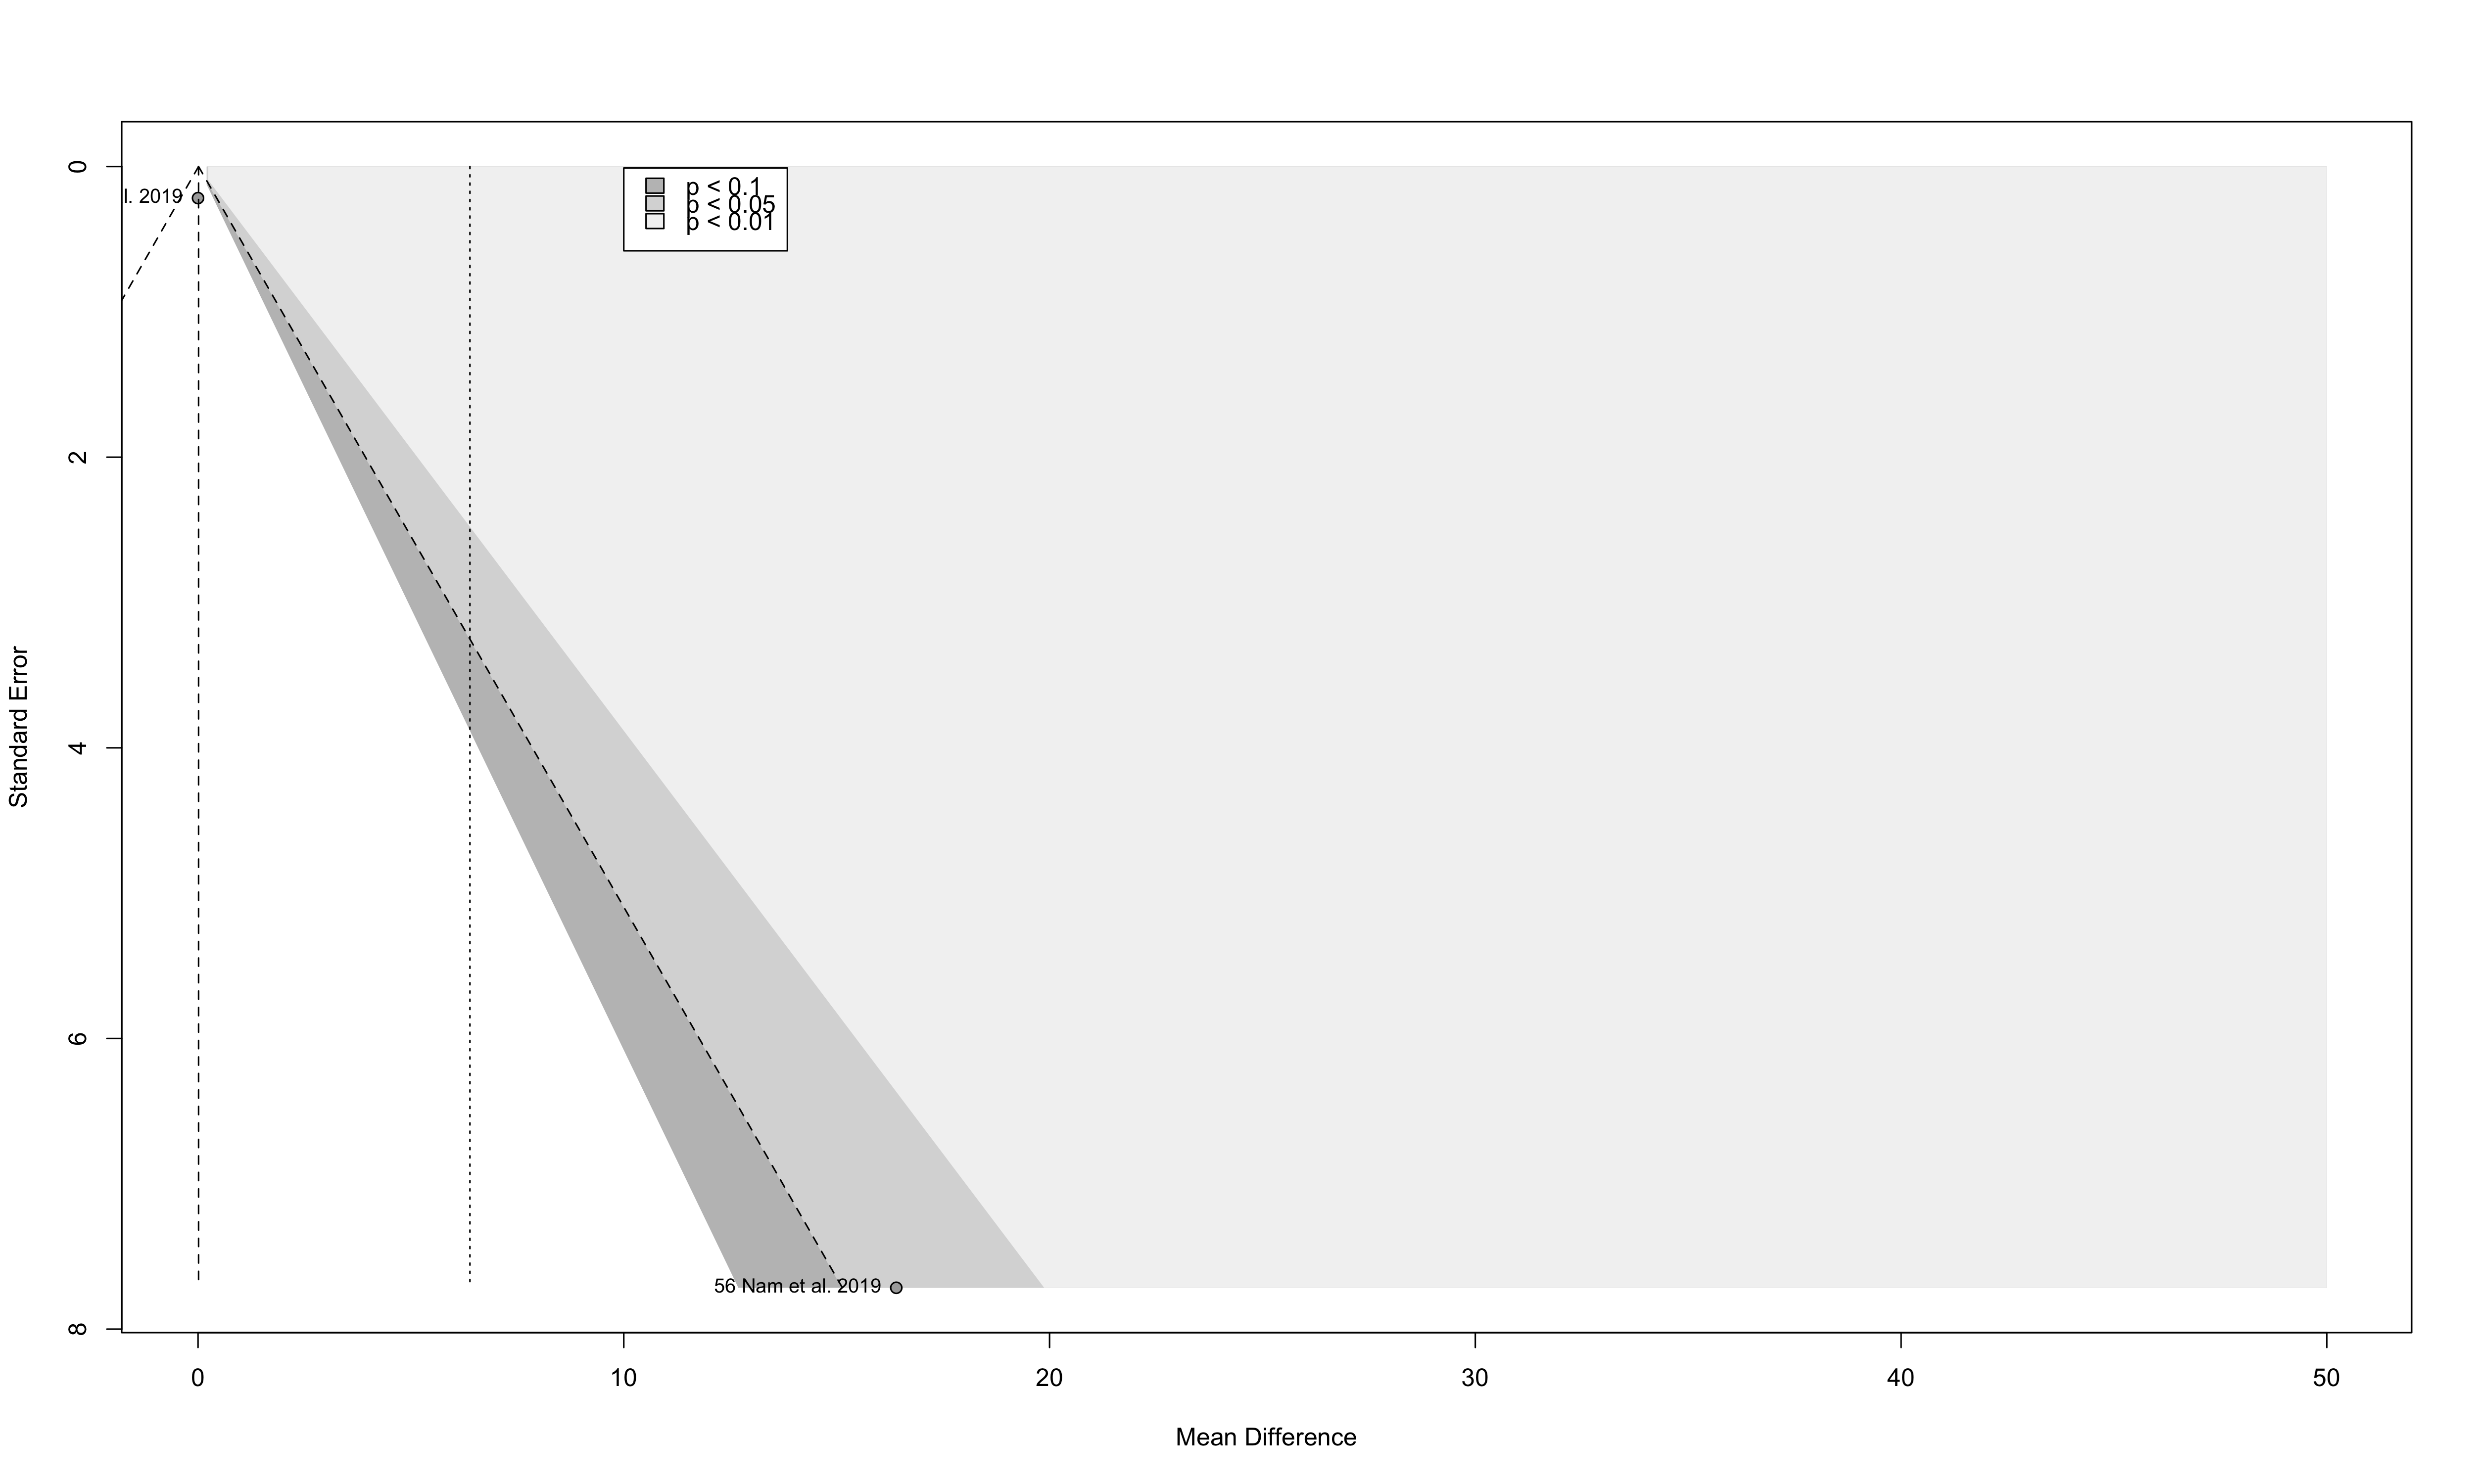 0
l. 2019
p < 0.1
p < 0.05
p < 0.01
2
Standard Error
4
6
56 Nam et al. 2019
8
0 10 20 30 40 50
Mean Difference